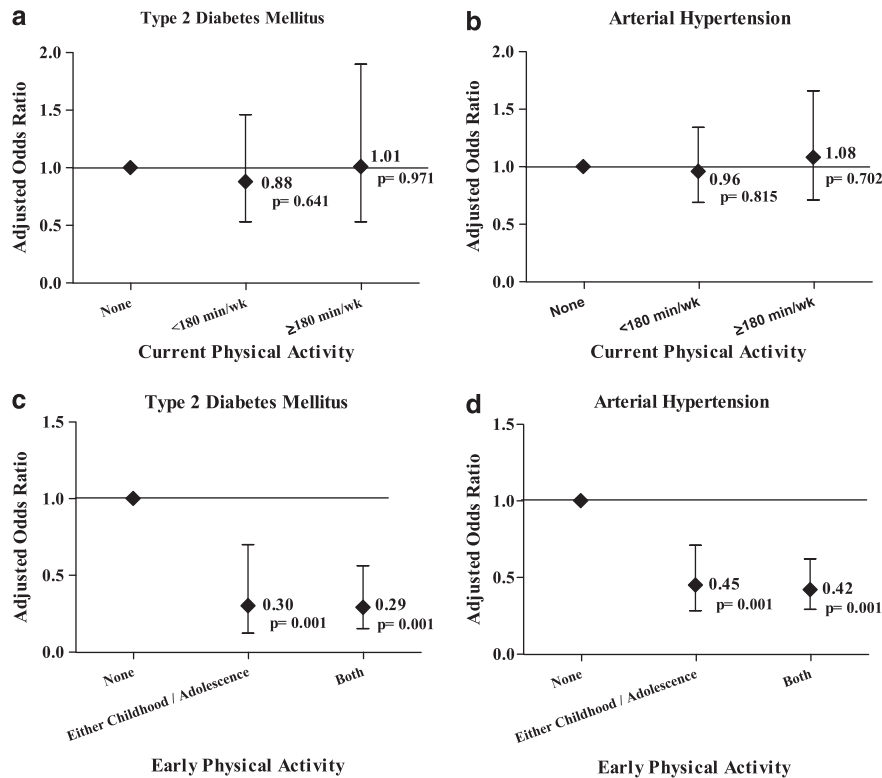 a
Type 2 Diabetes Mellitus
Adjusted Odds Ratio
2.0
1.5
1.0
0.5
0.0
0.88
p= 0.641
1.01
p= 0.971
None
<180 min/wk
≥180 min/wk
Current Physical Activity
b
Arterial Hypertension
Adjusted Odds Ratio
2.0
1.5
1.0
0.5
0.0
0.96
p= 0.815
1.08
p= 0.702
None
<180 min/wk
≥180 min/wk
Current Physical Activity
c
Type 2 Diabetes Mellitus
Adjusted Odds Ratio
1.5
1.0
0.5
0.0
0.30
p= 0.001
0.29
p= 0.001
None
Either Childhood / Adolescence
Both
Early Physical Activity
d
Arterial Hypertension
Adjusted Odds Ratio
1.5
1.0
0.5
0.0
0.45
p= 0.001
0.42
p= 0.001
None
Either Childhood / Adolescence
Both
Early Physical Activity